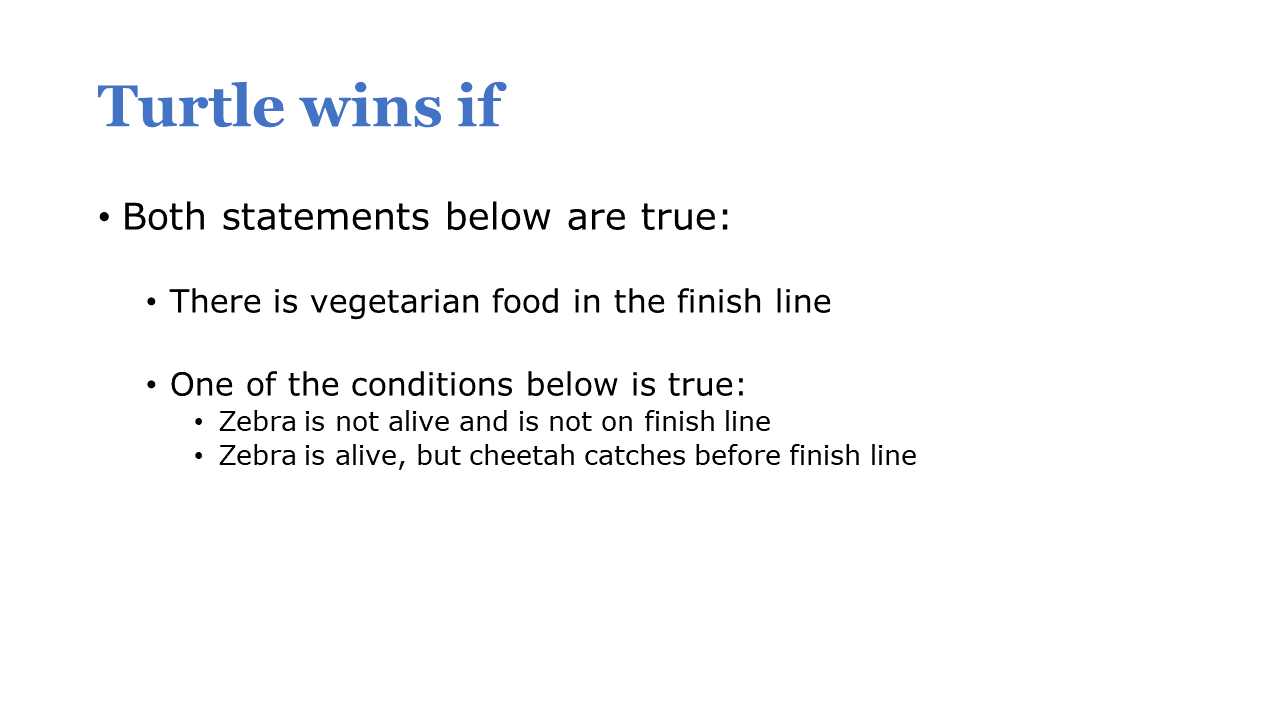 Turtle wins if
• Both statements below are true:
• There is vegetarian food in the finish line
• One of the conditions below is true:
• Zebra is not alive and is not on finish line
• Zebra is alive, but cheetah catches before finish line